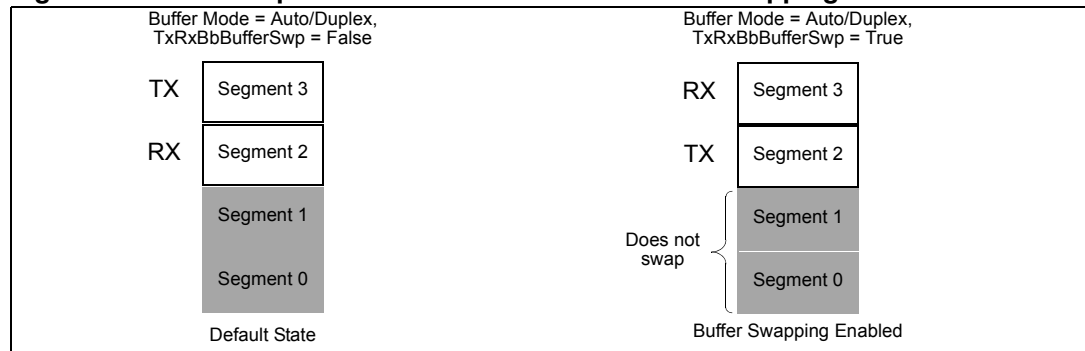 Buffer Mode = Auto/Duplex,
TxRxBbBufferSwp = False
TX
Segment 3
RX
Segment 2
Segment 1
Segment 0
Default State
Buffer Mode = Auto/Duplex,
TxRxBbBufferSwp = True
RX
Segment 3
TX
Segment 2
Segment 1
Does not
swap
Segment 0
Buffer Swapping Enabled